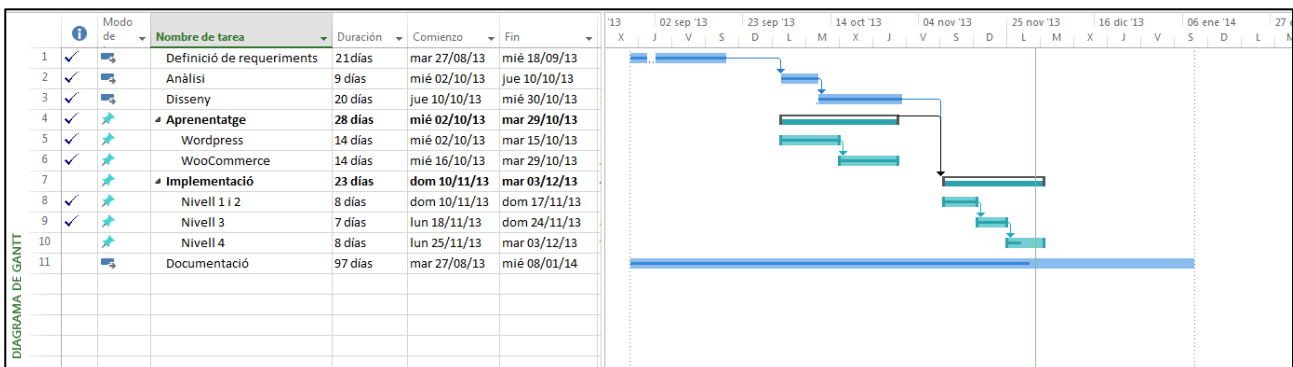 '13 02 sep '13 23 sep '13 14 oct '13 04 nov '13 25 nov '13 16 dic '13 06 ene '14 27
Modo de Nombre de tarea Duración Comienzo Fin X J V S D L M X J V S D L M X J V S D L M
1 Definició de requeriments 21 días mar 27/08/13 mié 18/09/13
2 Anàlisi 9 días mié 02/10/13 jue 10/10/13
3 Disseny 20 días jue 10/10/13 mié 30/10/13
4 Aprenentatge 28 días mié 02/10/13 mar 29/10/13
5 Wordpress 14 días mié 02/10/13 mar 15/10/13
6 WooCommerce 14 días mié 16/10/13 mar 29/10/13
7 Implementació 23 días dom 10/11/13 mar 03/12/13
8 Nivell 1 i 2 8 días dom 10/11/13 dom 17/11/13
9 Nivell 3 7 días lun 18/11/13 dom 24/11/13
10 Nivell 4 8 días lun 25/11/13 mar 03/12/13
11 Documentació 97 días mar 27/08/13 mié 08/01/14
DIAGRAMA DE GANTT